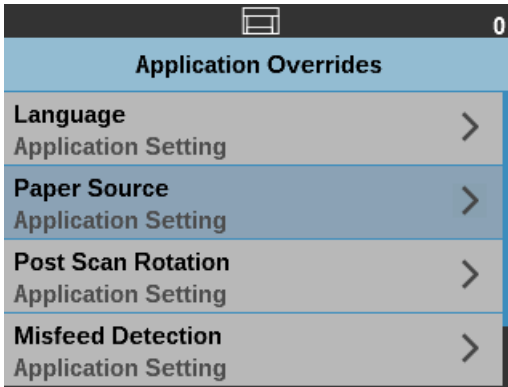 0
Application Overrides
Language
Application Setting
Paper Source
Application Setting
Post Scan Rotation
Application Setting
Misfeed Detection
Application Setting